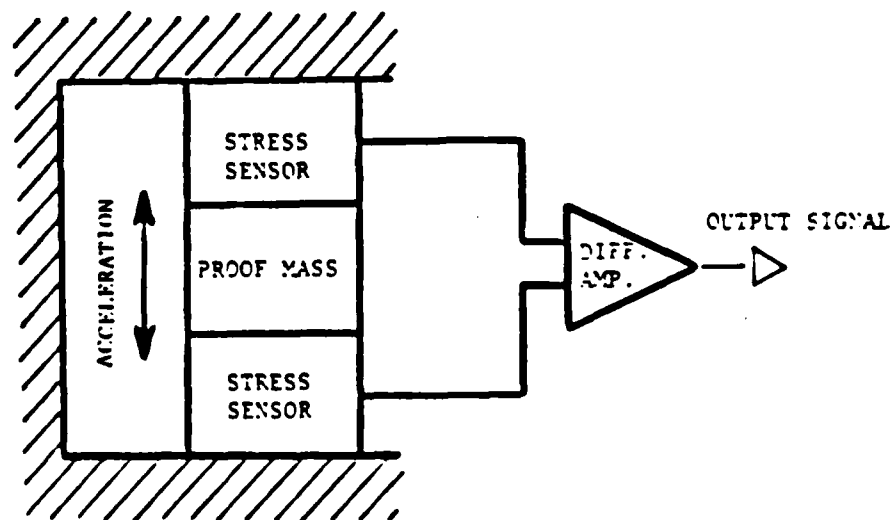 STRESS
SENSOR
ACCELERATION
PROOF MASS
STRESS
SENSOR
DIFF.
AMP.
OUTPUT SIGNAL